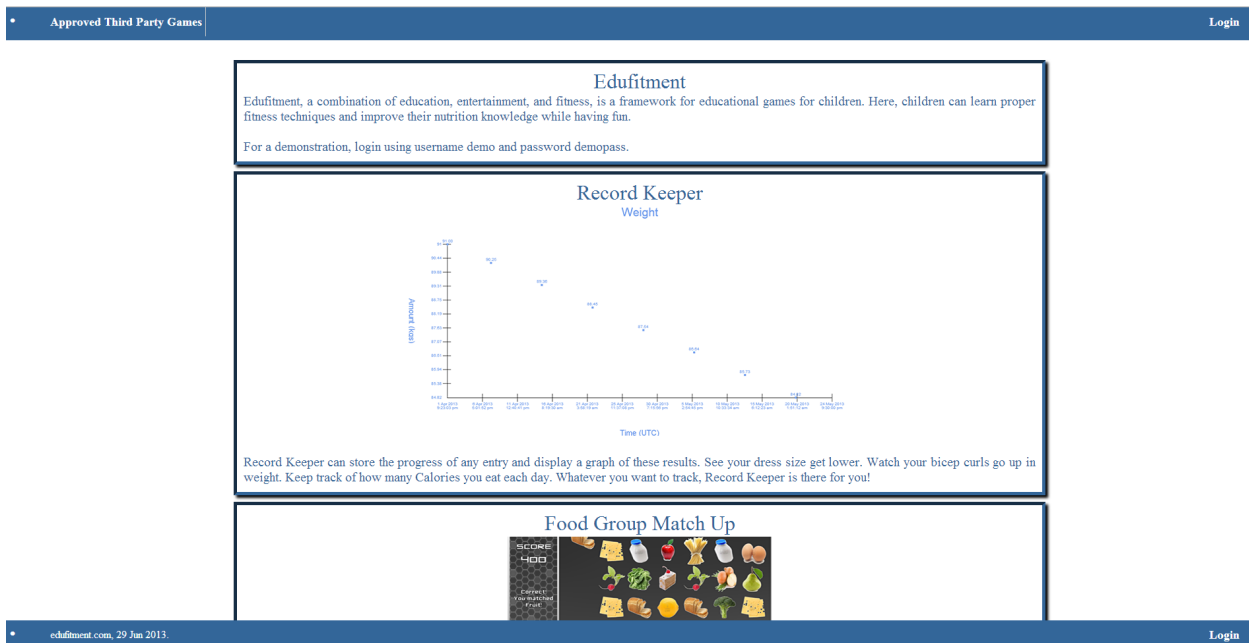 Approved Third Party Games
Login
Edufitment
Edufitment, a combination of education, entertainment, and fitness, is a framework for educational games for children. Here, children can learn proper
fitness techniques and improve their nutrition knowledge while having fun.
For a demonstration, login using username demo and password demopass.
Record Keeper
Weight
Amount (kgs)
Time (UTC)
Record Keeper can store the progress of any entry and display a graph of these results. See your dress size get lower. Watch your bicep curls go up in
weight. Keep track of how many Calories you eat each day. Whatever you want to track, Record Keeper is there for you!
Food Group Match Up
SCORE
400
Correct
You matched
Fruit
edufitment.com, 29 Jun 2013.
Login